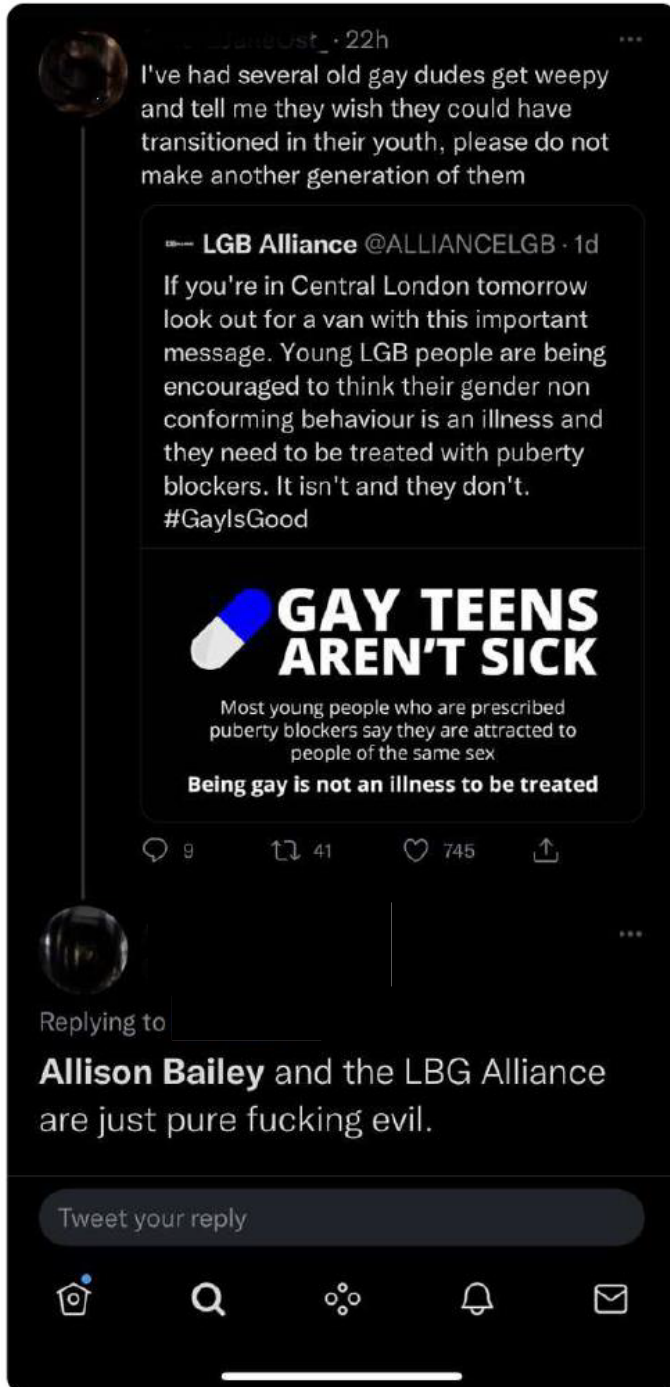 · 22h
I've had several old gay dudes get weepy
and tell me they wish they could have
transitioned in their youth, please do not
make another generation of them
LGB Alliance @ALLIANCELGB · 1d
If you're in Central London tomorrow
look out for a van with this important
message. Young LGB people are being
encouraged to think their gender non
conforming behaviour is an illness and
they need to be treated with puberty
blockers. It isn't and they don't.
#GayIsGood
GAY TEENS
AREN'T SICK
Most young people who are prescribed
puberty blockers say they are attracted to
people of the same sex
Being gay is not an illness to be treated
9 41 745
Replying to
Allison Bailey and the LBG Alliance
are just pure fucking evil.
Tweet your reply